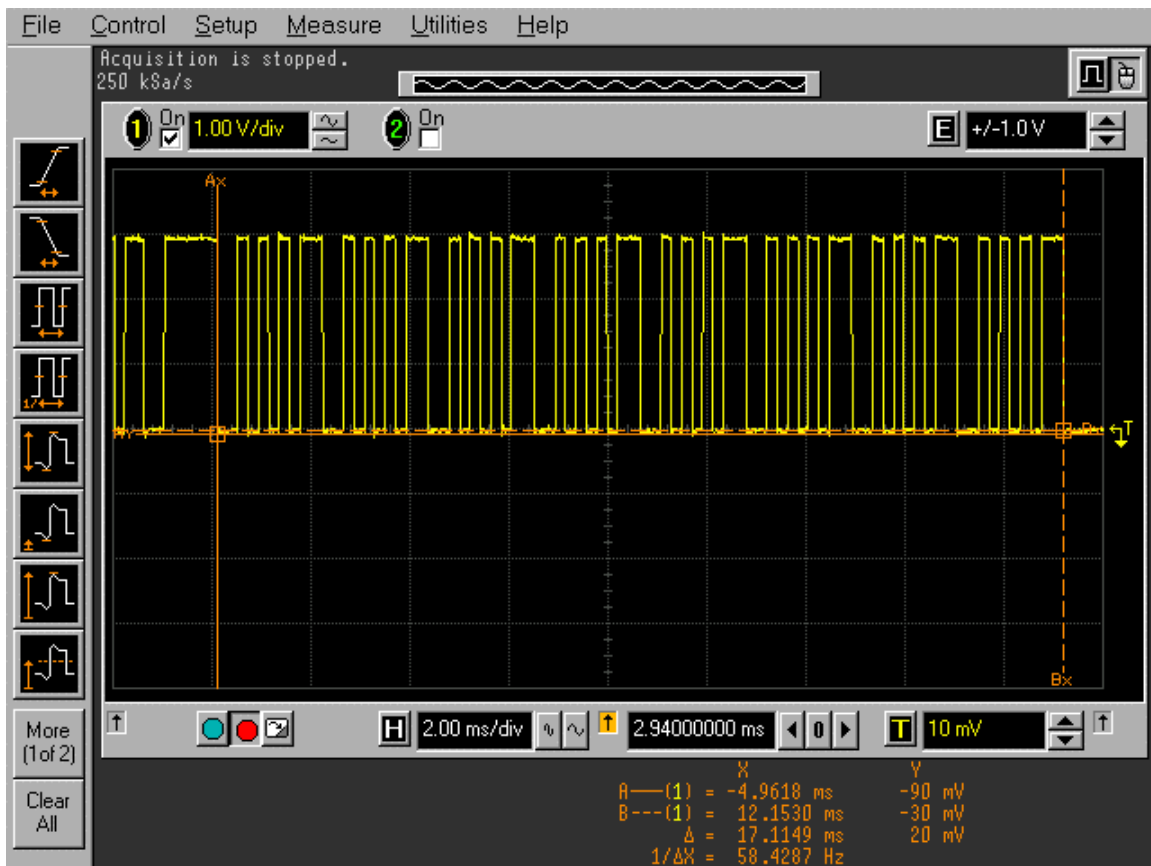 File Control Setup Measure Utilities Help
Acquisition is stopped.
250 kSa/s
1 On 1.00 V/div 2 On E +/-1.0 V
Ax
T
Bx
More
(1of 2)
Clear
All
H 2.00 ms/div 2.94000000 ms 0 T 10 mV
X Y
A——(1) = -4.9618 ms -90 mV
B---(1) = 12.1530 ms -30 mV
Δ = 17.1149 ms 20 mV
1/ΔX = 58.4287 Hz